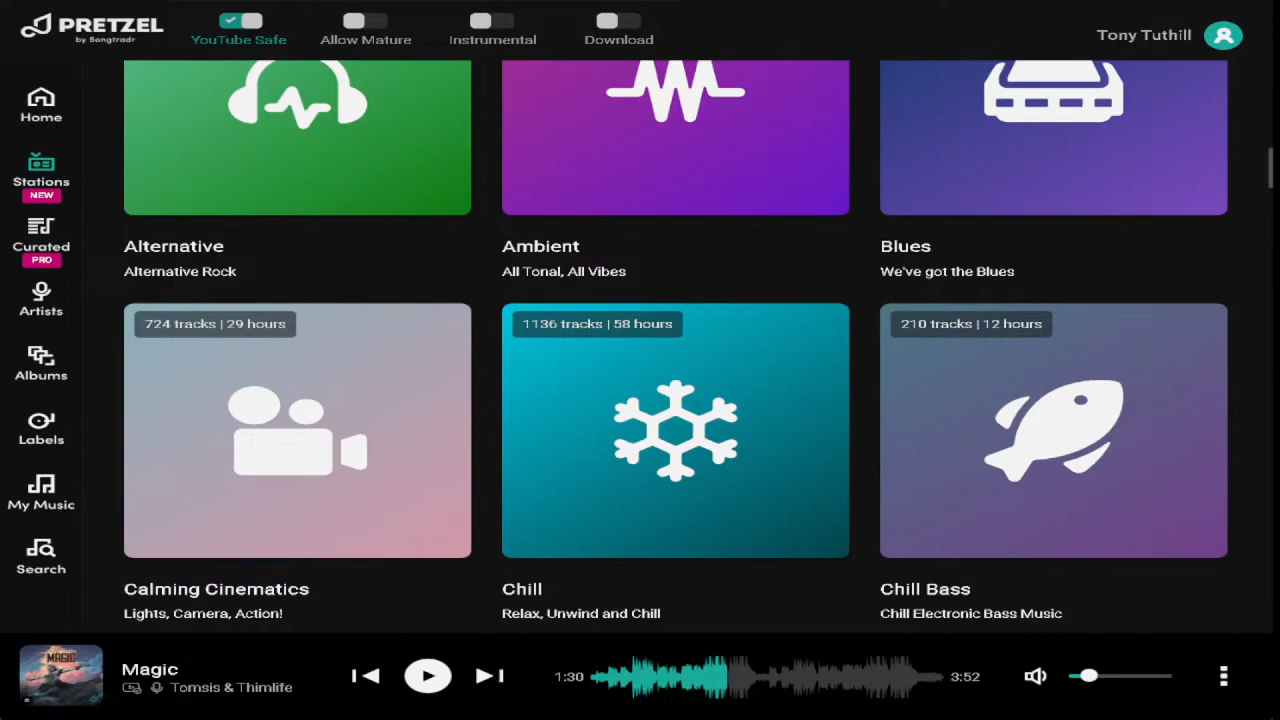 PRETZEL
by Songtradr
YouTube Safe
Allow Mature
Instrumental
Download
Tony Tuthill
Home
Stations
NEW
Curated
PRO
Artists
Albums
Labels
My Music
Search
Alternative
Alternative Rock
Ambient
All Tonal, All Vibes
Blues
We've got the Blues
724 tracks | 29 hours
1136 tracks | 58 hours
210 tracks | 12 hours
Calming Cinematics
Lights, Camera, Action!
Chill
Relax, Unwind and Chill
Chill Bass
Chill Electronic Bass Music
MAGIC
Magic
Tomsis & Thimlife
1:30
3:52